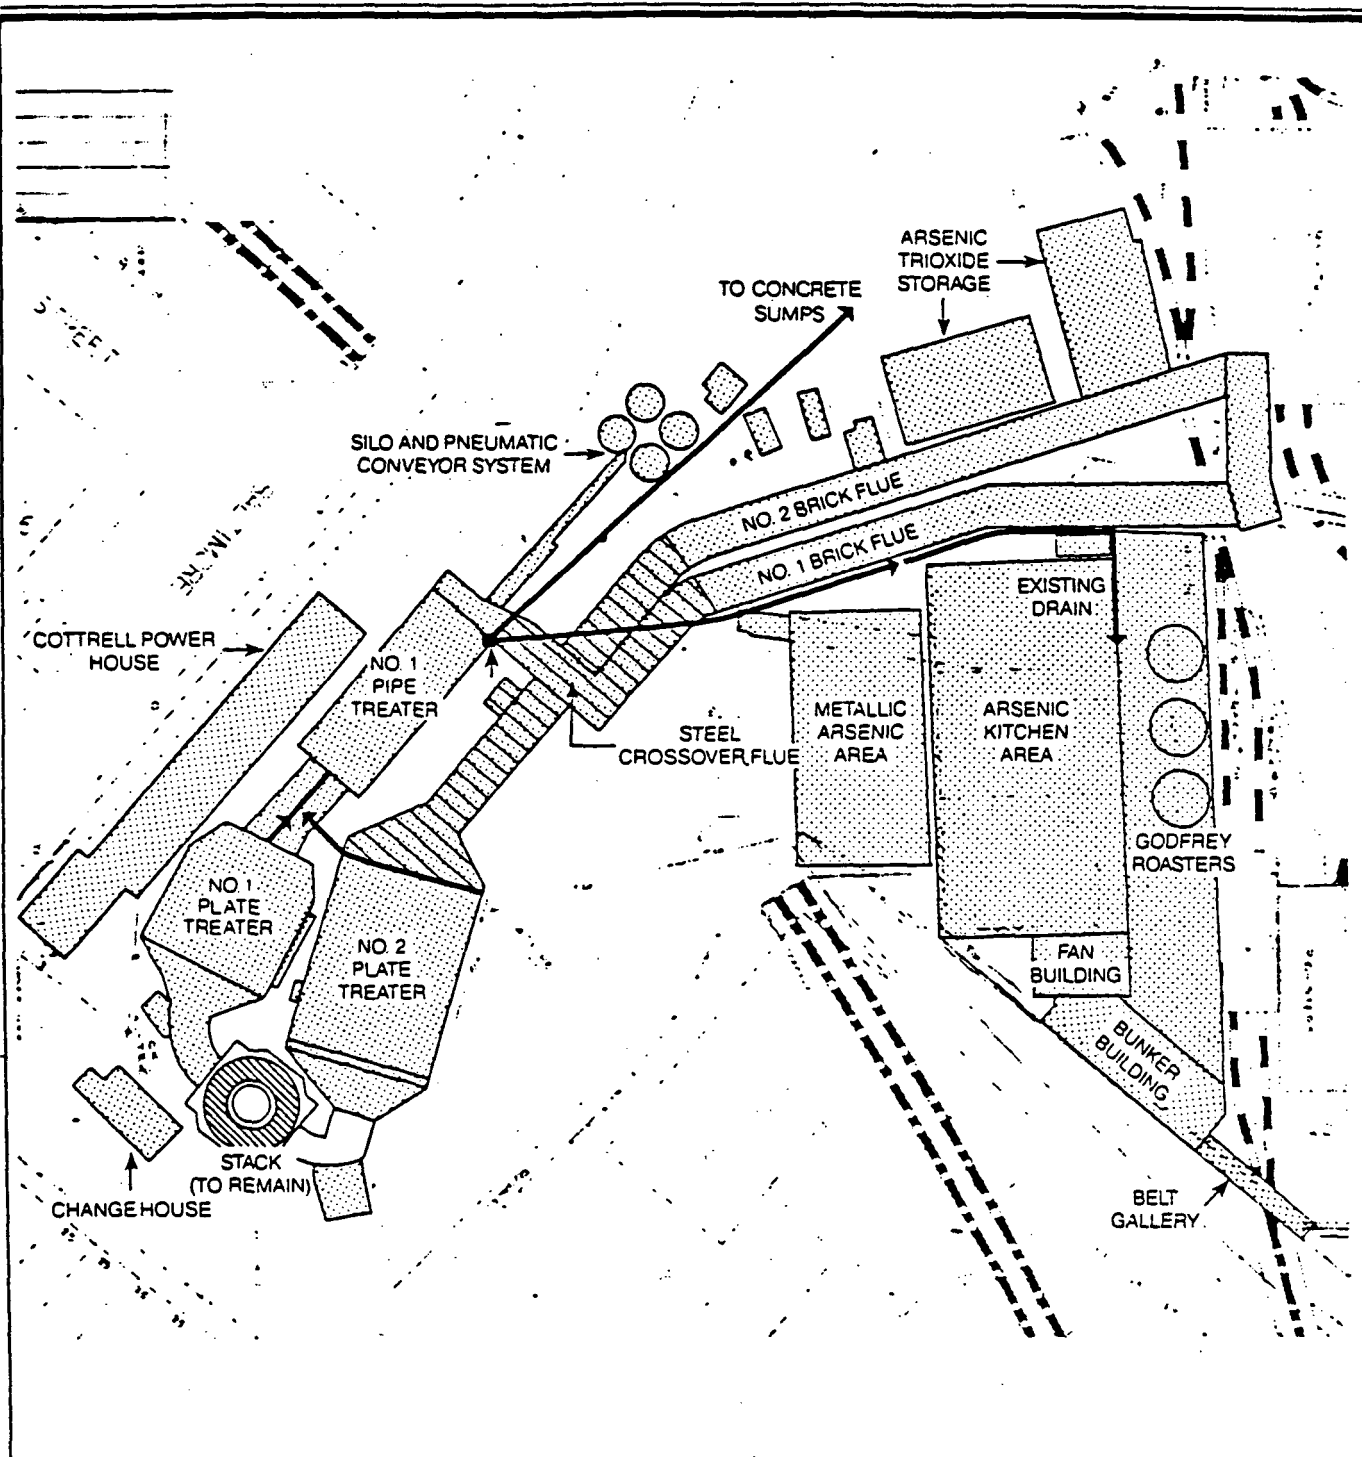 ARSENIC
TRIOXIDE
STORAGE
TO CONCRETE
SUMPS
STREET
SILO AND PNEUMATIC
CONVEYOR SYSTEM
NO. 2 BRICK FLUE
NO. 1 BRICK FLUE
EXISTING
DRAIN
COTTRELL POWER
HOUSE
NO. 1
PIPE
TREATER
STEEL
CROSSOVER FLUE
METALLIC
ARSENIC
AREA
ARSENIC
KITCHEN
AREA
GODFREY
ROASTERS
NO. 1
PLATE
TREATER
NO. 2
PLATE
TREATER
FAN
BUILDING
BUNKER
BUILDING
STACK
(TO REMAIN)
CHANGE HOUSE
BELT
GALLERY